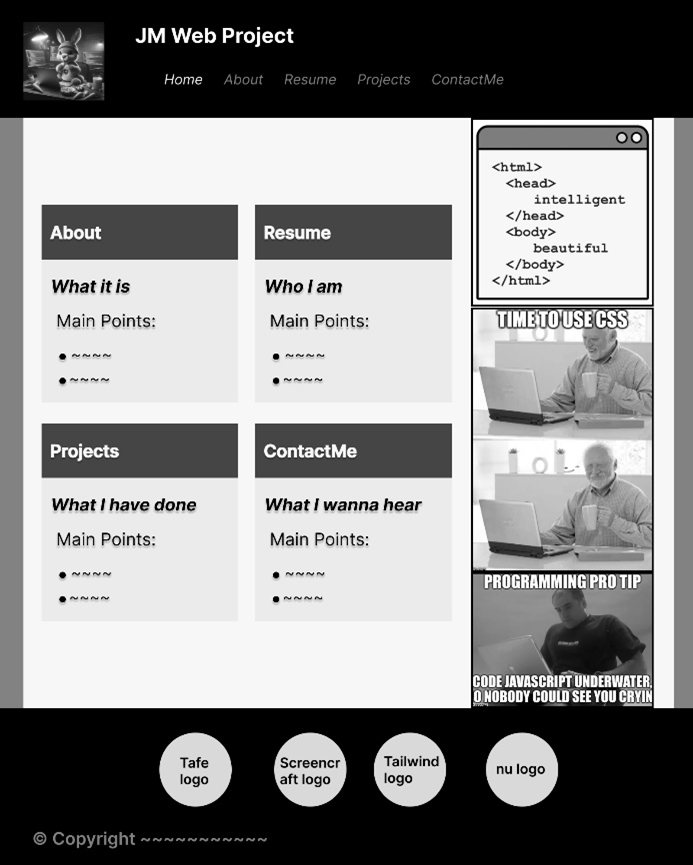 JM Web Project
Home About Resume Projects ContactMe
About
What it is
Main Points:
• ~~~~
• ~~~~
Resume
Who I am
Main Points:
• ~~~~
• ~~~~
Projects
What I have done
Main Points:
• ~~~~
• ~~~~
ContactMe
What I wanna hear
Main Points:
• ~~~~
• ~~~~
<html>
<head>
intelligent
</head>
<body>
beautiful
</body>
</html>
TIME TO USE CSS
PROGRAMMING PRO TIP
CODE JAVASCRIPT UNDERWATER,
O NOBODY COULD SEE YOU CRYIN
Tafe
logo
Screencr
aft logo
Tailwind
logo
nu logo
© Copyright ~~~~~~~~~~~